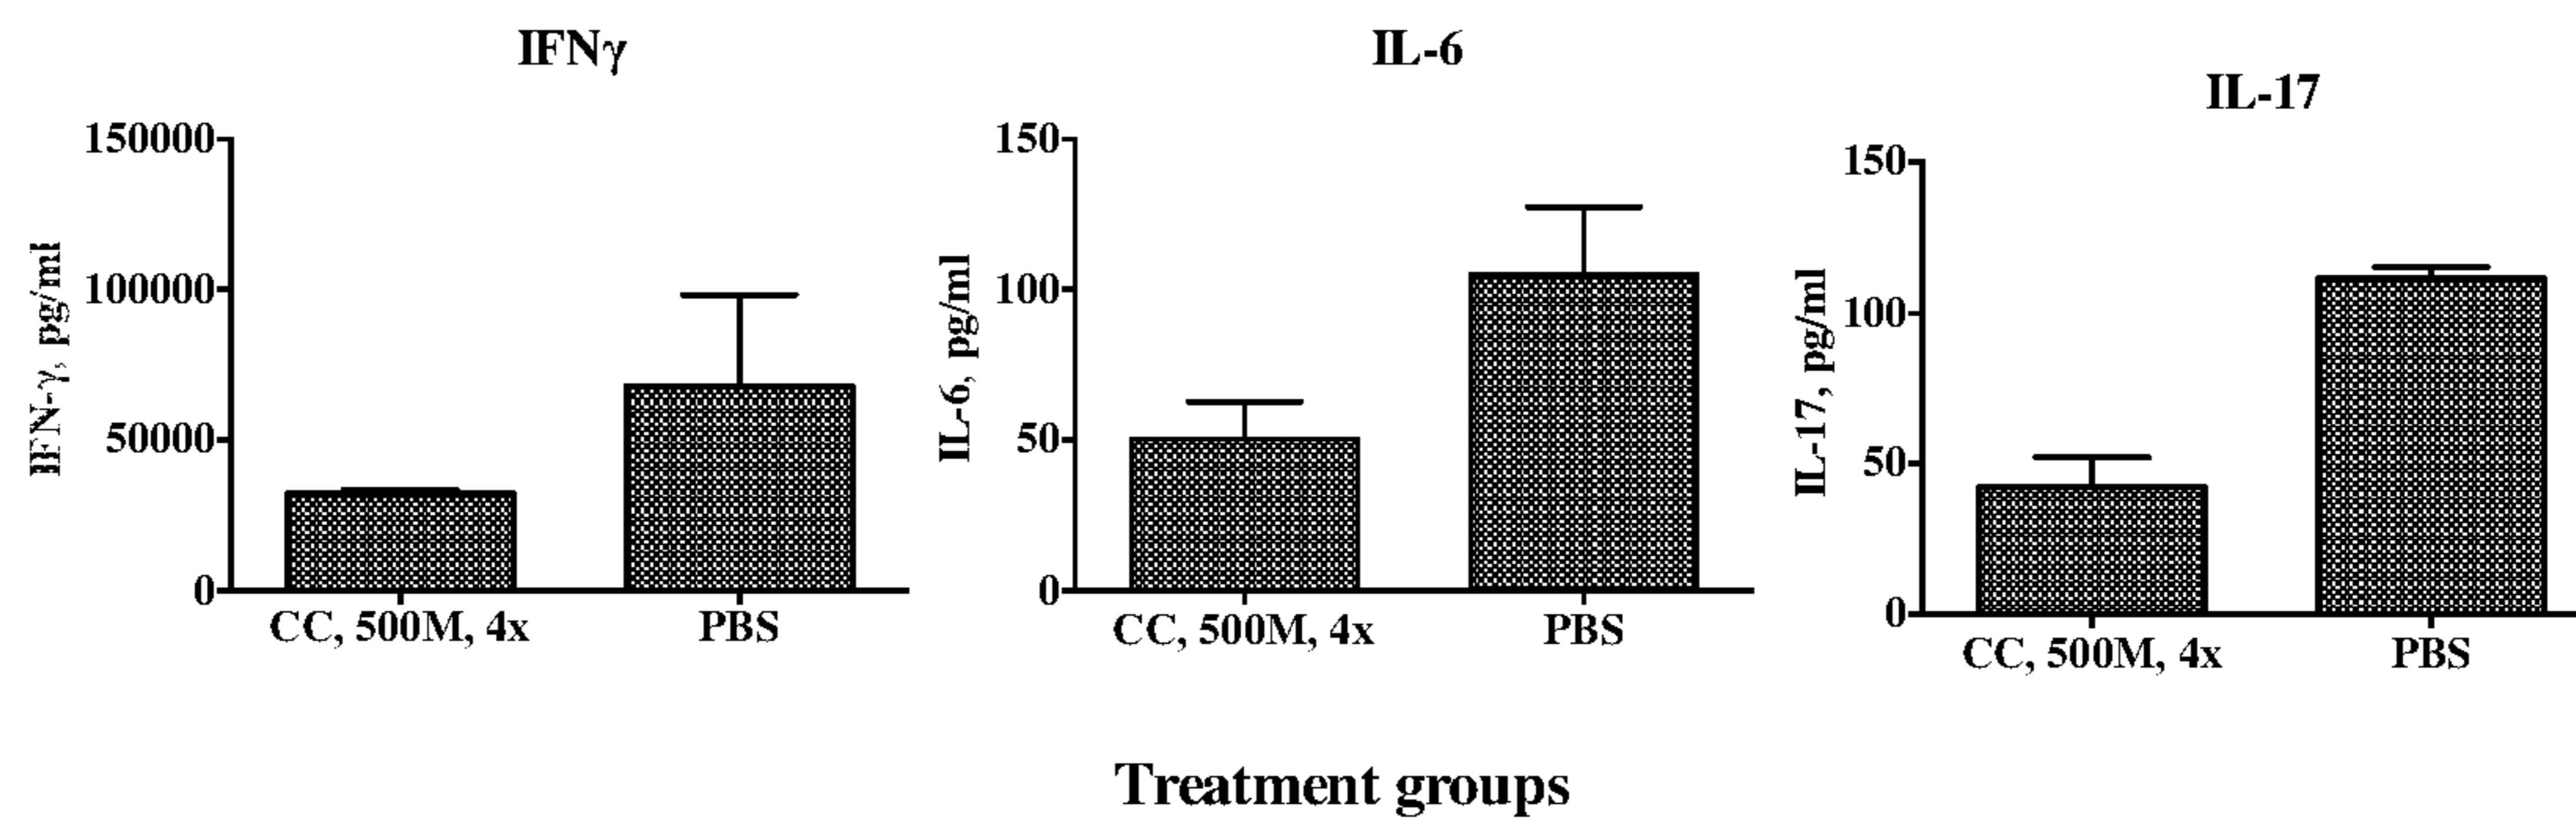 IFNγ
150000
100000
50000
0
IFN-γ, pg/ml
CC, 500M, 4x
PBS
IL-6
150
100
50
0
IL-6, pg/ml
CC, 500M, 4x
PBS
IL-17
150
100
50
0
IL-17, pg/ml
CC, 500M, 4x
PBS
Treatment groups